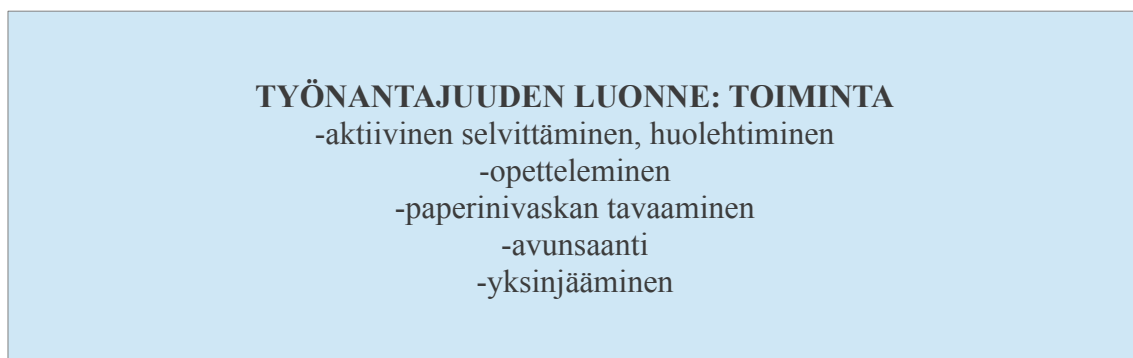 TYÖNANTAJUUDEN LUONNE: TOIMINTA
-aktiivinen selvittäminen, huolehtiminen
-opetteleminen
-paperinivaskan tavaaminen
-avunsaanti
-yksinjääminen